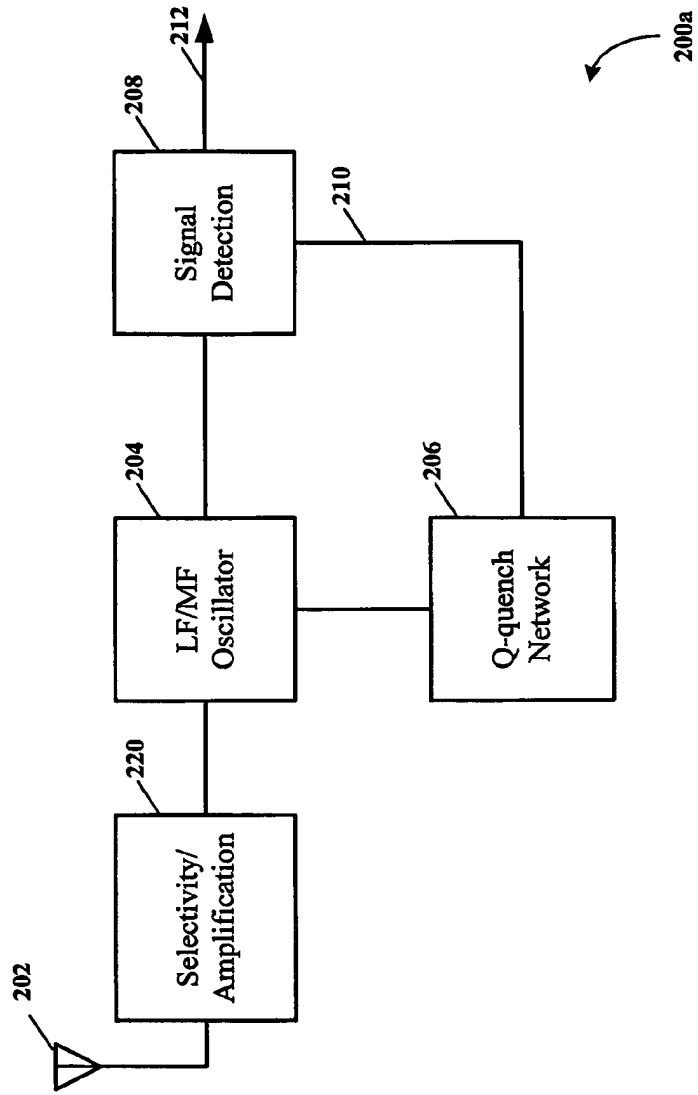 202
220
Selectivity/
Amplification
204
LF/MF
Oscillator
208
Signal
Detection
212
210
206
Q-quench
Network
200a